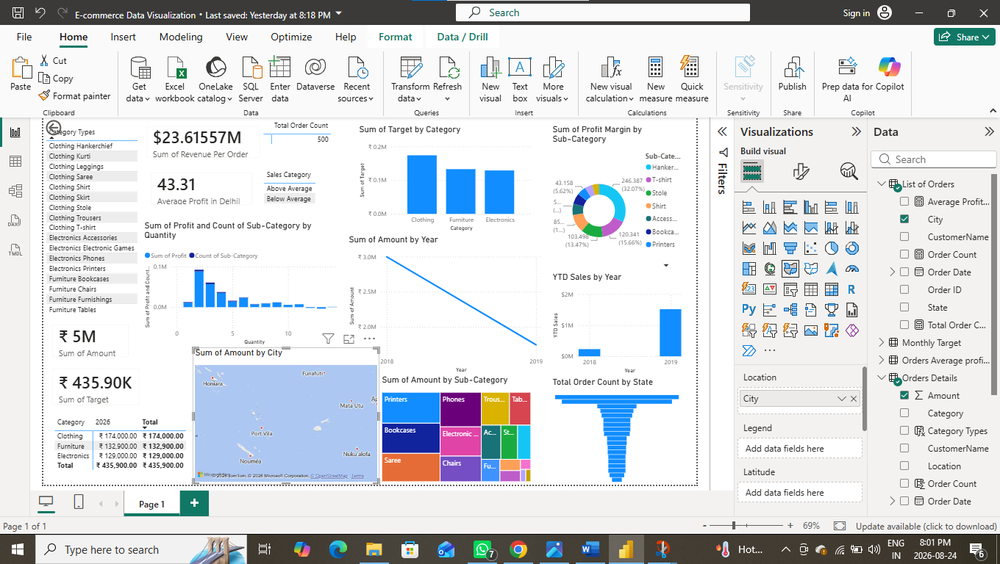 E-commerce Data Visualization • Last saved: Yesterday at 8:18 PM
Search
Sign in
File
Home
Insert
Modeling
View
Optimize
Help
Format
Data / Drill
Share
Paste
Cut
Copy
Format painter
Clipboard
Get data
Excel workbook
OneLake catalog
SQL Server
Enter data
Dataverse
Recent sources
Data
Transform data
Refresh
Queries
New visual
Text box
More visuals
Insert
New visual calculation
New measure
Quick measure
Calculations
Sensitivity
Sensitivity
Publish
Share
Prep data for AI
Copilot
Copilot
Category Types
Clothing Hankerchief
Clothing Kurti
Clothing Leggings
Clothing Saree
Clothing Shirt
Clothing Skirt
Clothing Stole
Clothing Trousers
Clothing T-shirt
Electronics Accessories
Electronics Electronic Games
Electronics Phones
Electronics Printers
Furniture Bookcases
Furniture Chairs
Furniture Furnishings
Furniture Tables
₹ 5M
Sum of Amount
₹ 435.90K
Sum of Target
Category 2026 Total
Clothing ₹ 174,000.00 ₹ 174,000.00
Furniture ₹ 132,900.00 ₹ 132,900.00
Electronics ₹ 129,000.00 ₹ 129,000.00
Total ₹ 435,900.00 ₹ 435,900.00
$23.61557M
Sum of Revenue Per Order
Total Order Count
500
43.31
Average Profit in Delhil
Sales Category
Above Average
Below Average
Sum of Profit and Count of Sub-Category by
Quantity
Sum of Profit
Count of Sub-Category
Sum of Profit and Count...
0.1M
0.0M
0 5 10
Quantity
Sum of Amount by City
Honiara
Funafuti
Mata Utu
Ap
Port Vila
Nouméa
Nuku'alofa
© 2026 TomTom, © 2026 Microsoft Corporation, © OpenStreetMap Terms
Sum of Target by Category
Sum of Target
₹ 0.2M
₹ 0.1M
₹ 0.0M
Clothing Furniture Electronics
Category
Sum of Amount by Year
Sum of Amount
₹ 3.0M
₹ 2.5M
₹ 2.0M
2018 2019
Year
Sum of Amount by Sub-Category
Printers
Bookcases
Saree
Phones
Electronic ...
Chairs
Trous...
Tab...
Ac...
St...
Fu...
Sum of Profit Margin by
Sub-Category
43.158
(5.62%)
5...
(...)
85...
(1...)
103.498
(13.47%)
120.341
(15.66%)
246.387
(32.07%)
Sub-Cate...
Hanker...
T-shirt
Stole
Shirt
Access...
Bookca...
Printers
YTD Sales by Year
YTD Sales
$2M
$1M
$0M
2018 2019
Year
Total Order Count by State
Filters
Visualizations
Build visual
R
Py
Location
City
Legend
Add data fields here
Latitude
Add data fields here
Data
Search
List of Orders
Average Profit...
City
CustomerName
Order Count
Order Date
Order ID
State
Total Order C...
Monthly Target
Orders Average profi...
Orders Details
Amount
Category
Category Types
CustomerName
Location
Order Count
Order Date
DAX
TMDL
Page 1
Page 1 of 1
69%
Update available (click to download)
Type here to search
7
Hot...
ENG
IN
8:01 PM
2026-08-24
6